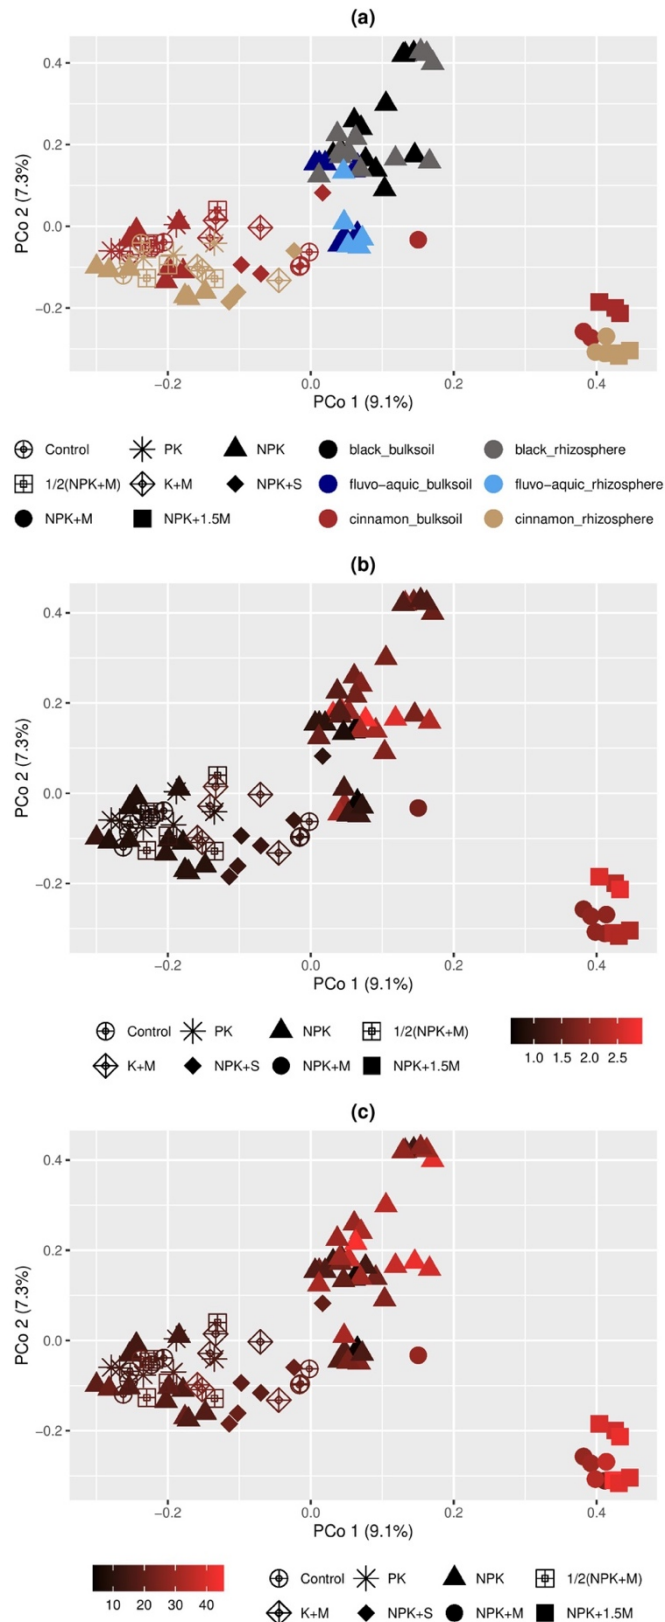 (a)
0.4
0.2
0.0
−0.2
PCo 2 (7.3%)
−0.2 0.0 0.2 0.4
PCo 1 (9.1%)
Control PK NPK black_bulksoil black_rhizosphere
1/2(NPK+M) K+M NPK+S fluvo-aquic_bulksoil fluvo-aquic_rhizosphere
NPK+M NPK+1.5M cinnamon_bulksoil cinnamon_rhizosphere
(b)
0.4
0.2
0.0
−0.2
PCo 2 (7.3%)
−0.2 0.0 0.2 0.4
PCo 1 (9.1%)
Control PK NPK 1/2(NPK+M)
K+M NPK+S NPK+M NPK+1.5M
1.0 1.5 2.0 2.5
(c)
0.4
0.2
0.0
−0.2
PCo 2 (7.3%)
−0.2 0.0 0.2 0.4
PCo 1 (9.1%)
10 20 30 40
Control PK NPK 1/2(NPK+M)
K+M NPK+S NPK+M NPK+1.5M